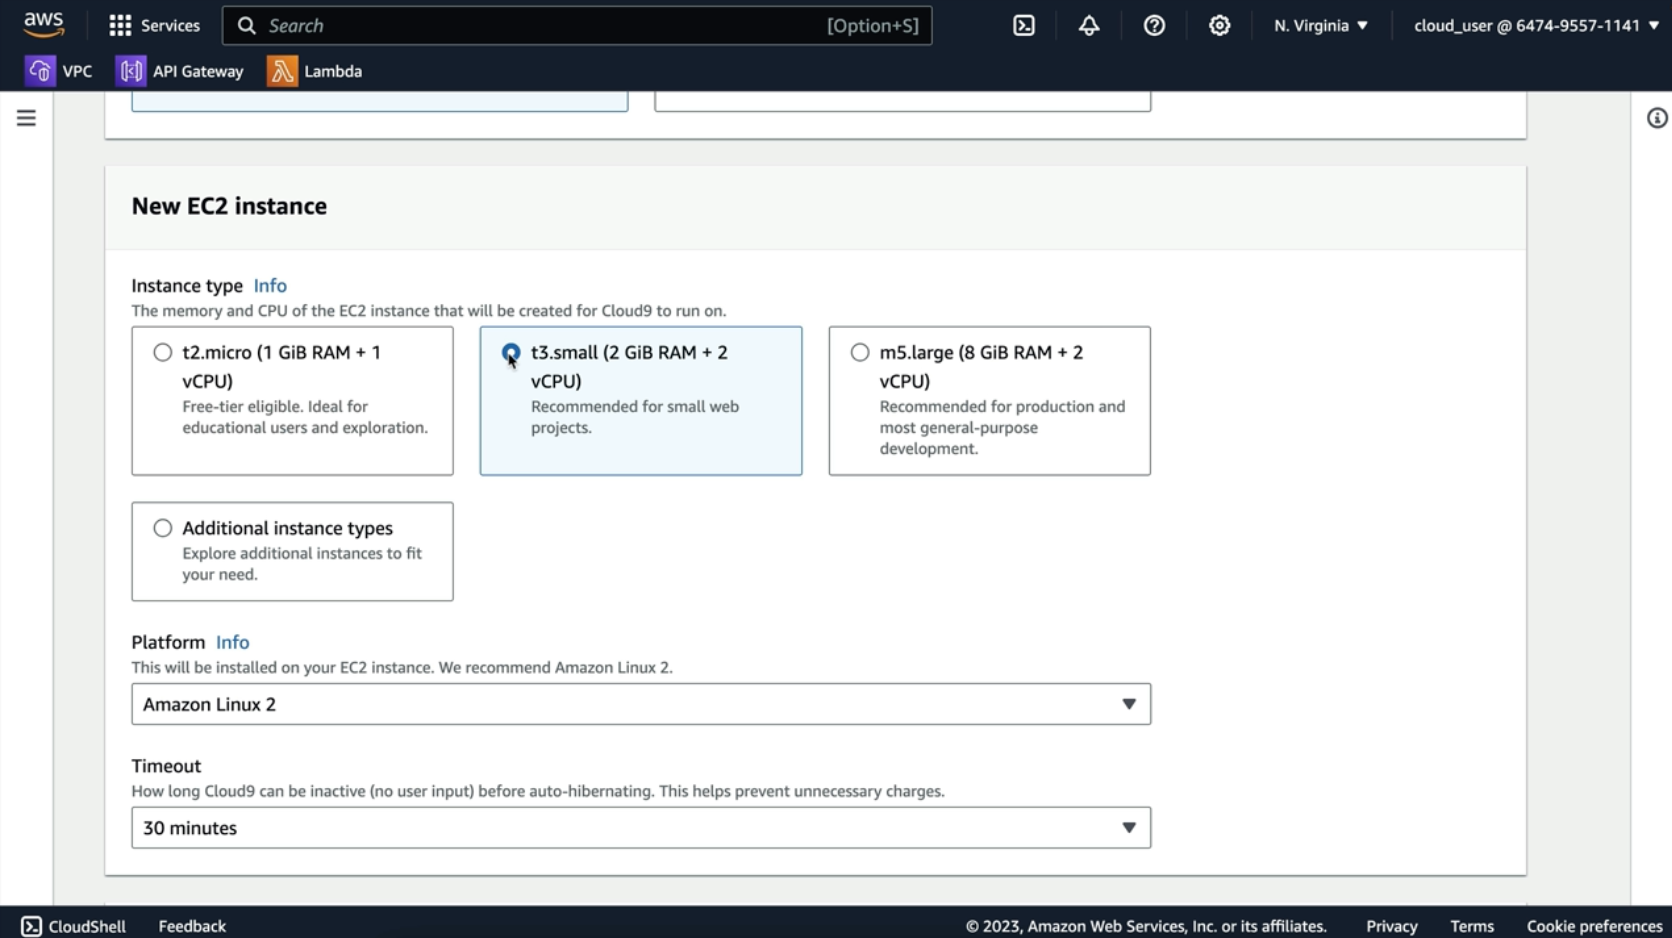 aws
Services
Search
[Option+S]
N. Virginia
cloud_user @ 6474-9557-1141
VPC
API Gateway
Lambda
New EC2 instance
Instance type Info
The memory and CPU of the EC2 instance that will be created for Cloud9 to run on.
t2.micro (1 GiB RAM + 1
vCPU)
Free-tier eligible. Ideal for
educational users and exploration.
t3.small (2 GiB RAM + 2
vCPU)
Recommended for small web
projects.
m5.large (8 GiB RAM + 2
vCPU)
Recommended for production and
most general-purpose
development.
Additional instance types
Explore additional instances to fit
your need.
Platform Info
This will be installed on your EC2 instance. We recommend Amazon Linux 2.
Amazon Linux 2
Timeout
How long Cloud9 can be inactive (no user input) before auto-hibernating. This helps prevent unnecessary charges.
30 minutes
CloudShell
Feedback
© 2023, Amazon Web Services, Inc. or its affiliates.
Privacy
Terms
Cookie preferences